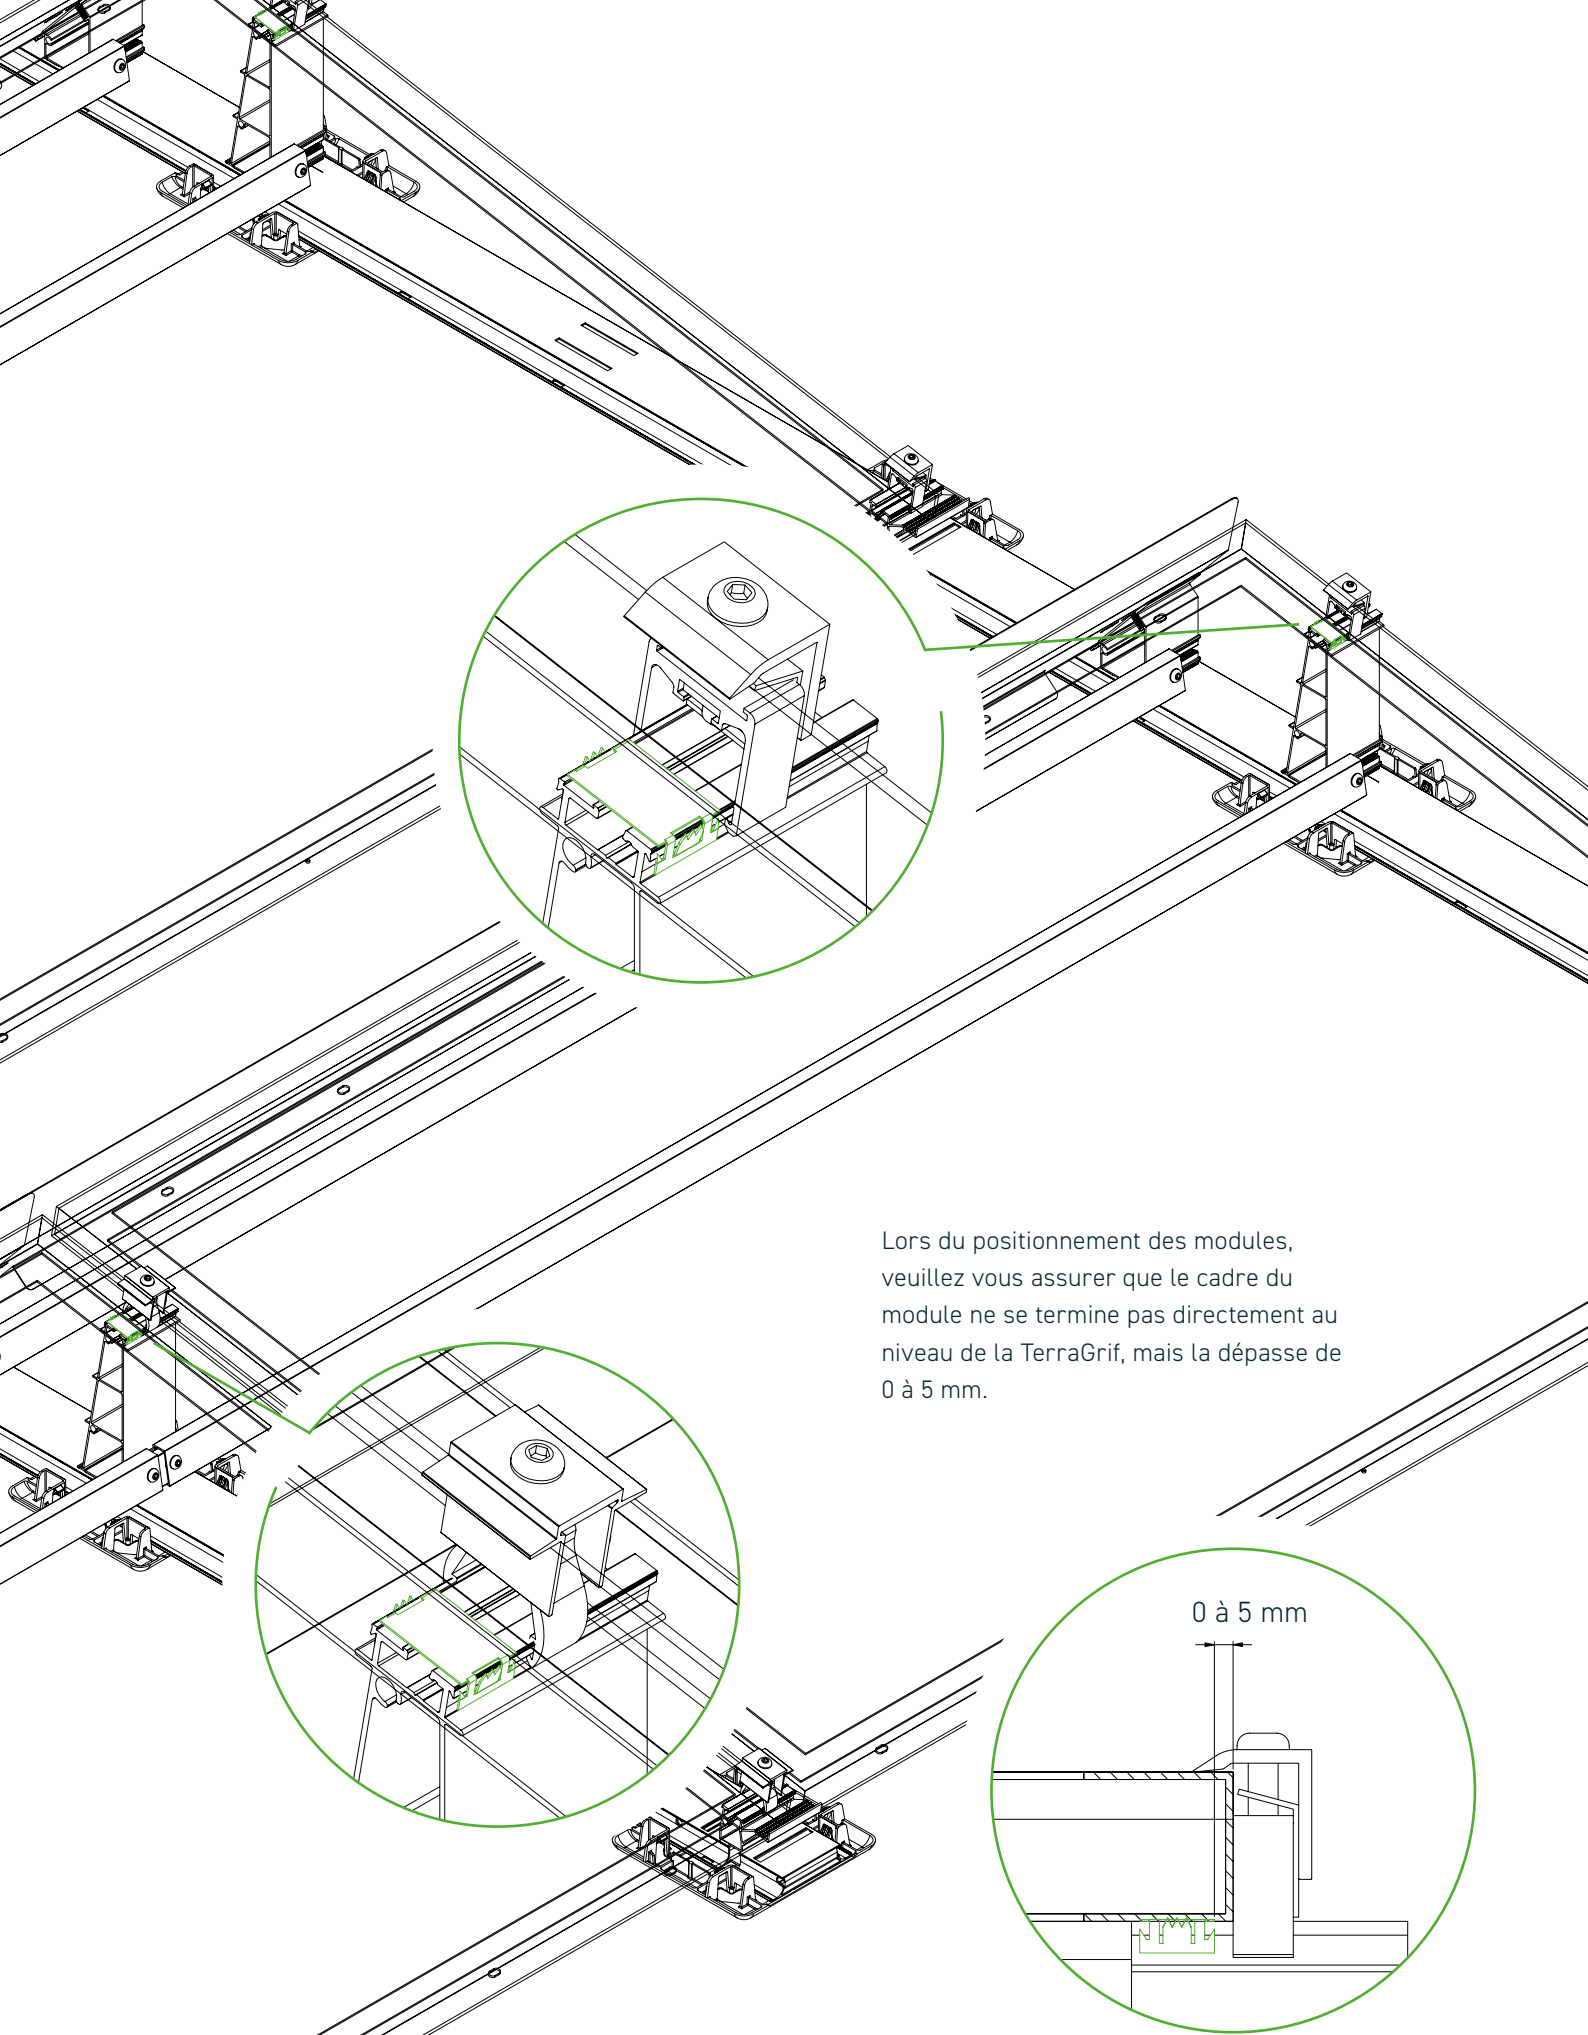 Lors du positionnement des modules,
veuillez vous assurer que le cadre du
module ne se termine pas directement au
niveau de la TerraGrif, mais la dépasse de
0 à 5 mm.
0 à 5 mm